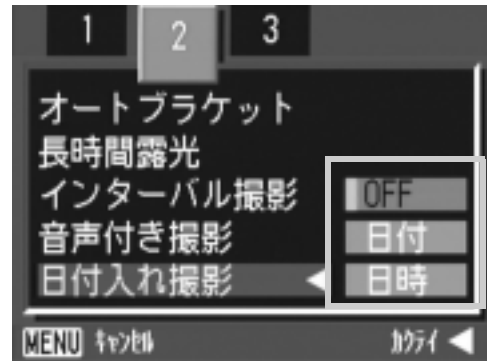 1 2 3
オートブラケット
長時間露光
インターバル撮影 OFF
音声付き撮影 日付
日付入れ撮影 ◀ 日時
MENU ｷｬﾝｾﾙ ｶｸﾃｲ ◀